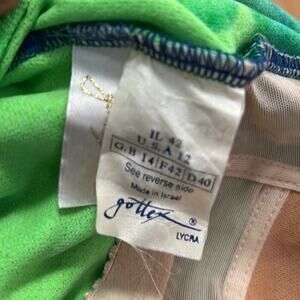 IL 42
U.S.A 12
G.B 14 F42 D40
See reverse side
Made in Israel
gottex ®
LYCRA